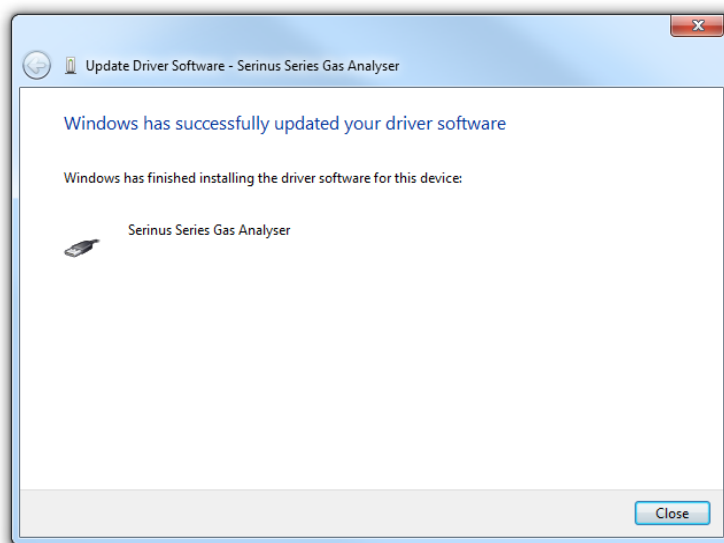 Update Driver Software - Serinus Series Gas Analyser
Windows has successfully updated your driver software
Windows has finished installing the driver software for this device:
Serinus Series Gas Analyser
Close